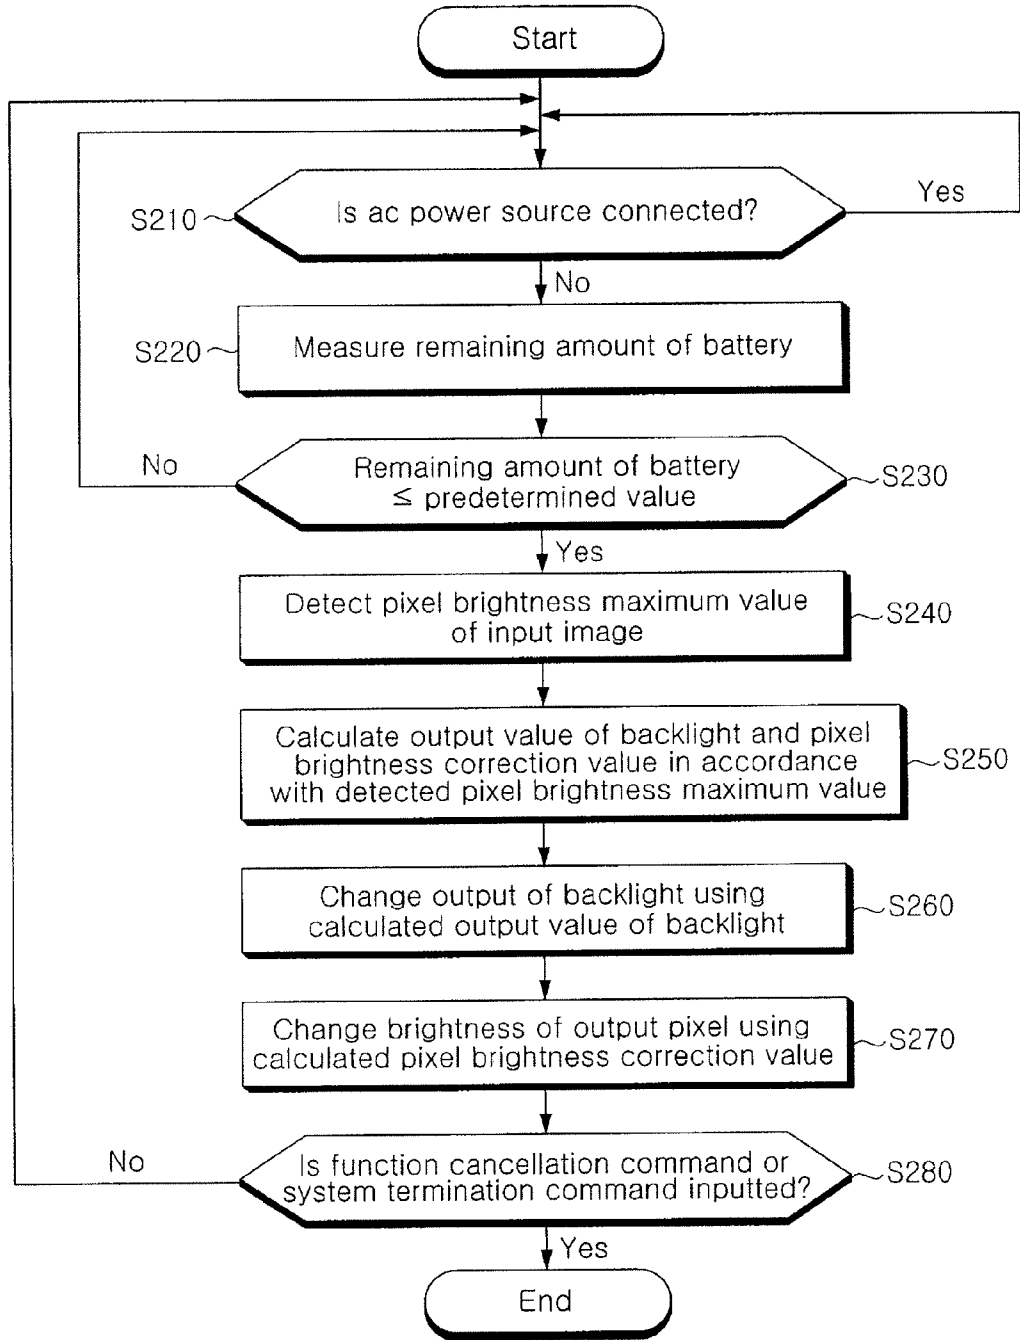 Start
Is ac power source connected?
S210
Yes
No
Measure remaining amount of battery
S220
Remaining amount of battery
≤ predetermined value
S230
No
Yes
Detect pixel brightness maximum value
of input image
S240
Calculate output value of backlight and pixel
brightness correction value in accordance
with detected pixel brightness maximum value
S250
Change output of backlight using
calculated output value of backlight
S260
Change brightness of output pixel using
calculated pixel brightness correction value
S270
Is function cancellation command or
system termination command inputted?
S280
No
Yes
End